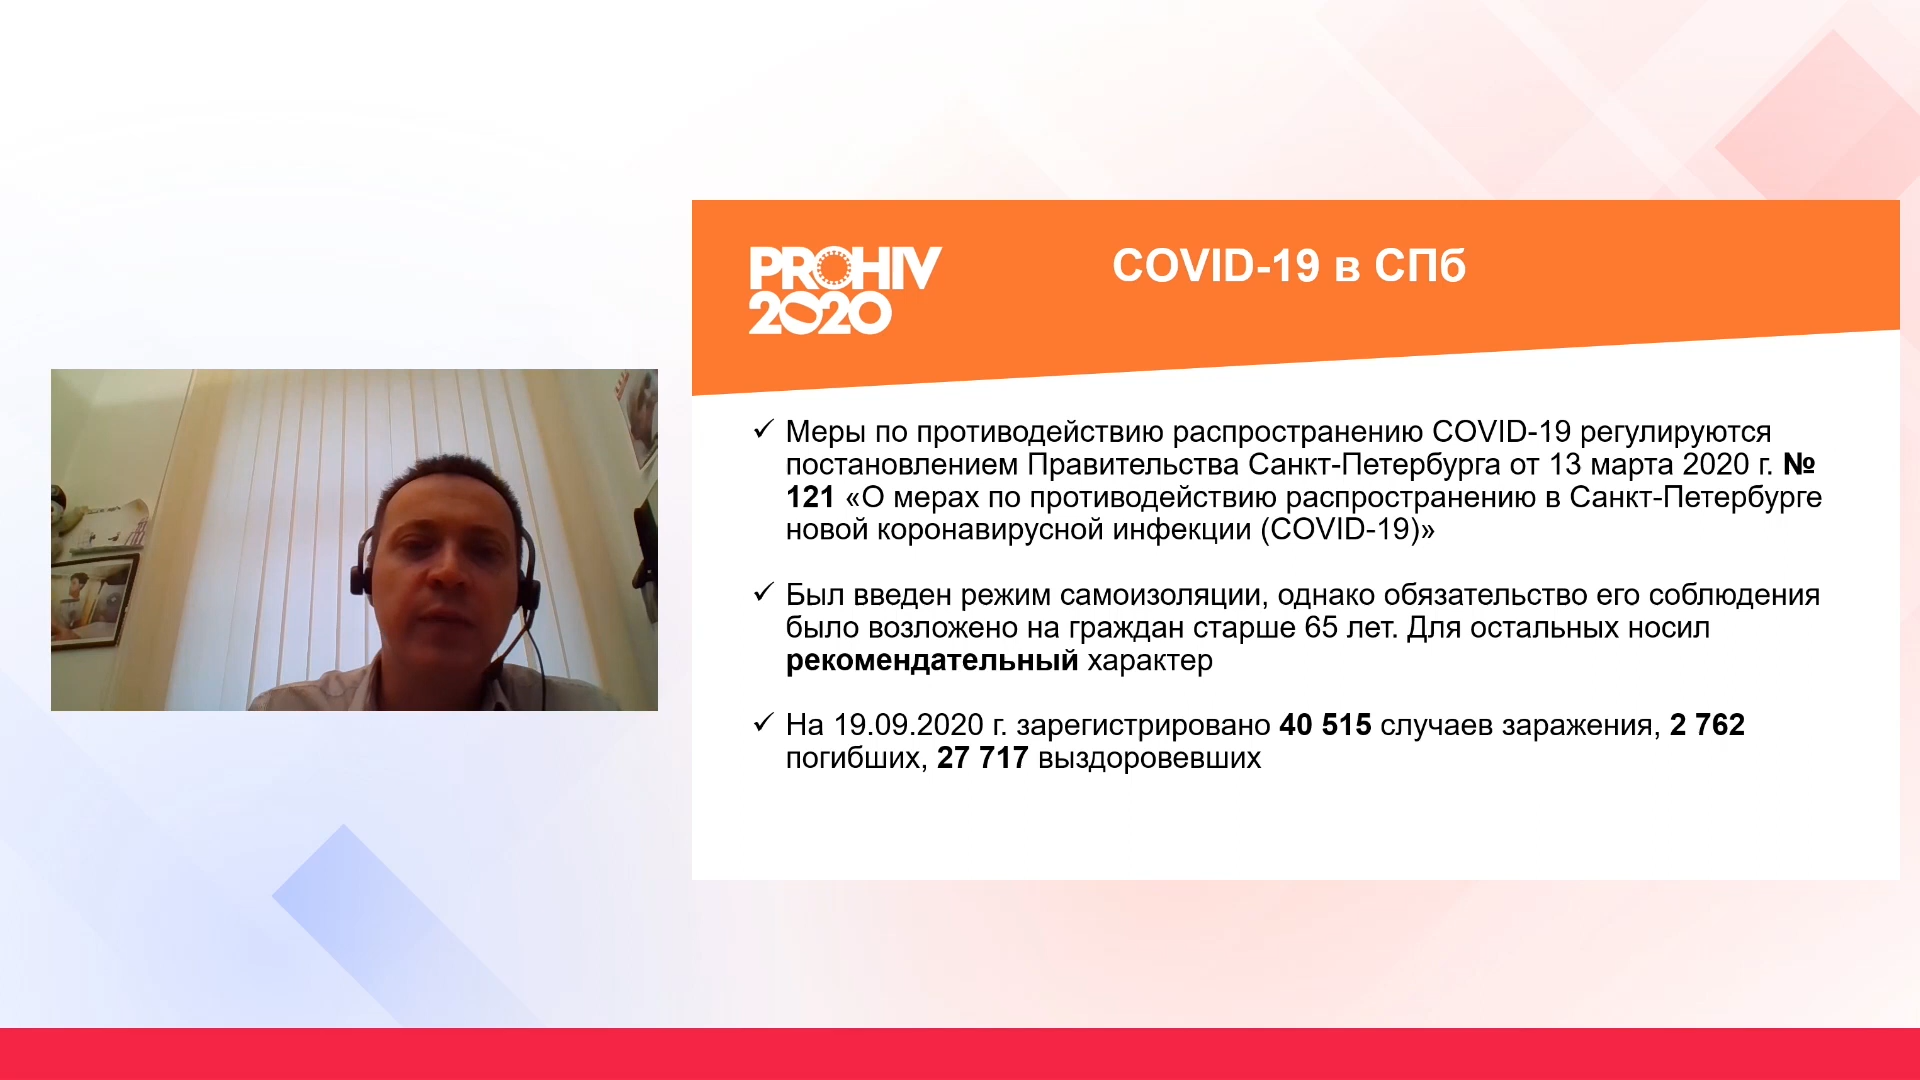 PROHIV
2020
COVID-19 в СПб
✓ Меры по противодействию распространению COVID-19 регулируются
постановлением Правительства Санкт-Петербурга от 13 марта 2020 г. №
121 «О мерах по противодействию распространению в Санкт-Петербурге
новой коронавирусной инфекции (COVID-19)»
✓ Был введен режим самоизоляции, однако обязательство его соблюдения
было возложено на граждан старше 65 лет. Для остальных носил
рекомендательный характер
✓ На 19.09.2020 г. зарегистрировано 40 515 случаев заражения, 2 762
погибших, 27 717 выздоровевших